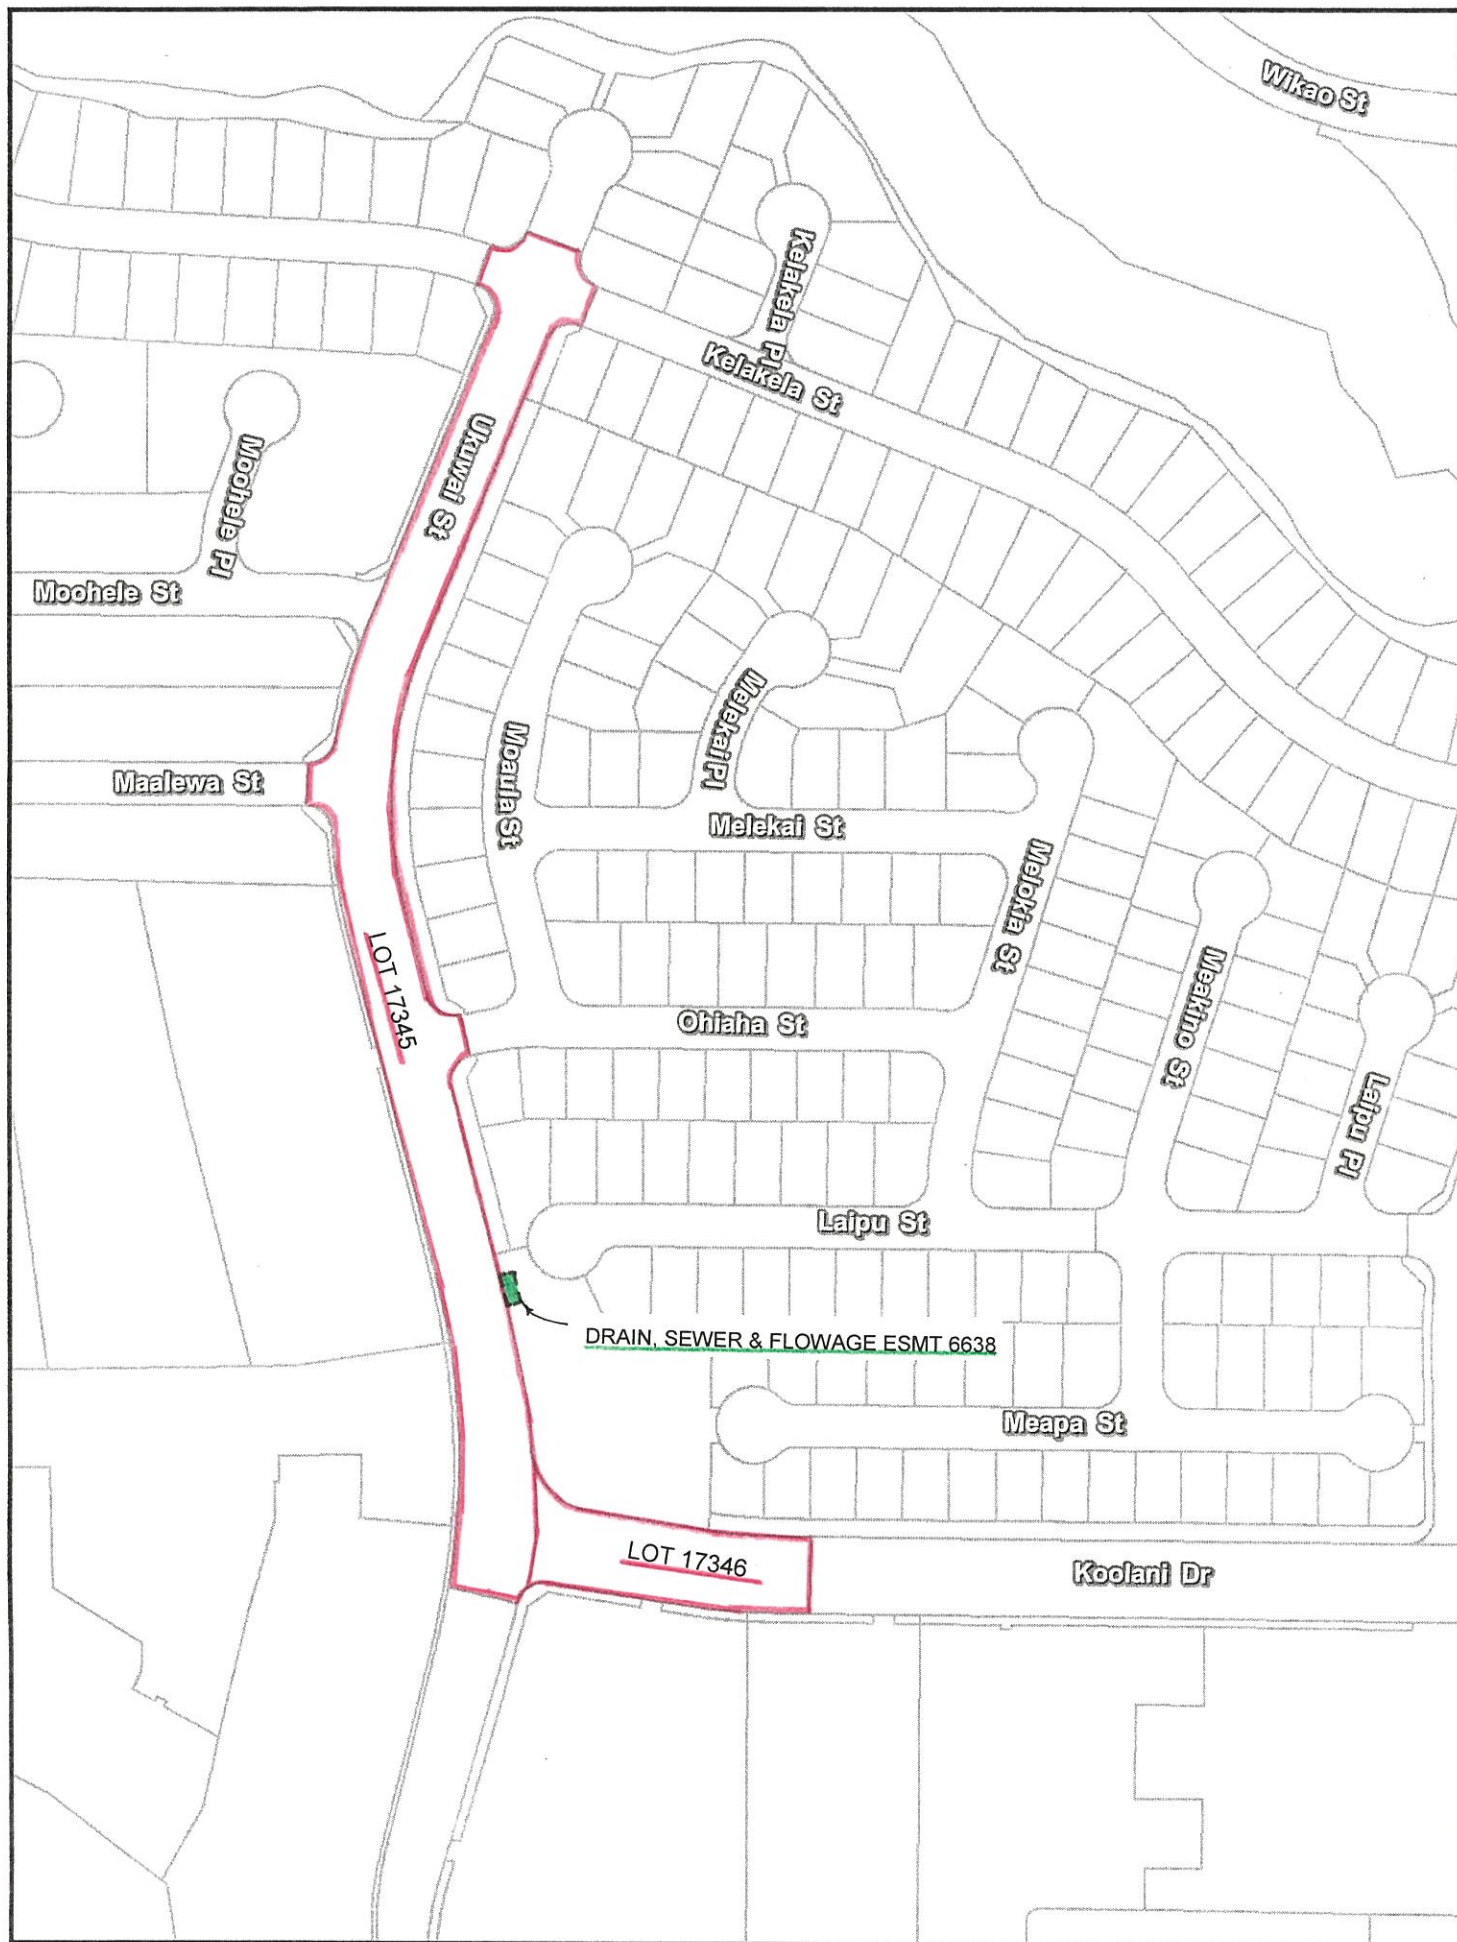 Wikao St
Kelakela Pl
Kelakela St
Ukuwai St
Moohele Pl
Moohele St
Melekai Pl
Moaula St
Maalewa St
Melekai St
Melokia St
LOT 17345
Meakino St
Ohiaha St
Laipu Pl
Laipu St
DRAIN, SEWER & FLOWAGE ESMT 6638
Meapa St
LOT 17346
Koolani Dr